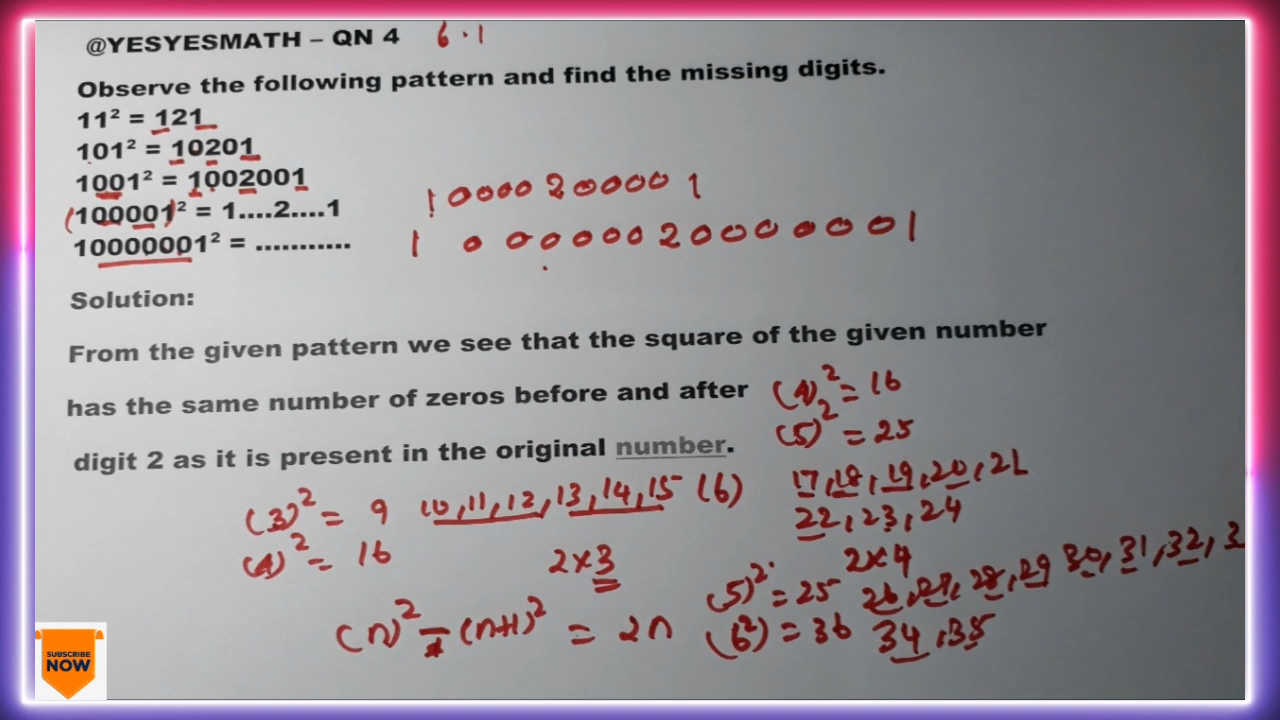 @YESYESMATH – QN 4 6.1
Observe the following pattern and find the missing digits.
11² = 121
101² = 10201
1001² = 1002001
(100001)² = 1....2....1 10000200001
10000001² = ........... 100000020000001
Solution:
From the given pattern we see that the square of the given number
has the same number of zeros before and after (4)² = 16
digit 2 as it is present in the original number. (5)² = 25
(3)² = 9 10,11,12,13,14,15 (6) 17,18,19,20,21
22,23,24
(4)² = 16 2×3 2×4
(5)² = 25 26,27,28,29 30,31,32,3
(n)² – (n+1)² = 2n (6²) = 36 34,35
SUBSCRIBE
NOW